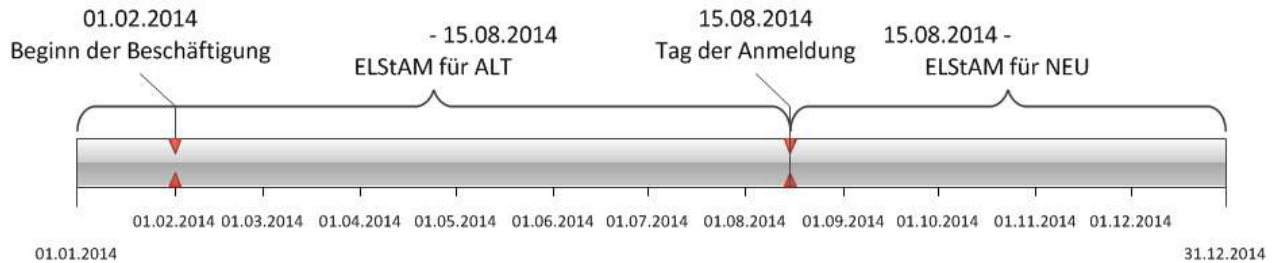 01.02.2014
Beginn der Beschäftigung
- 15.08.2014
ELStAM für ALT
15.08.2014
Tag der Anmeldung
15.08.2014 -
ELStAM für NEU
01.02.2014 01.03.2014 01.04.2014 01.05.2014 01.06.2014 01.07.2014 01.08.2014 01.09.2014 01.10.2014 01.11.2014 01.12.2014
01.01.2014 31.12.2014